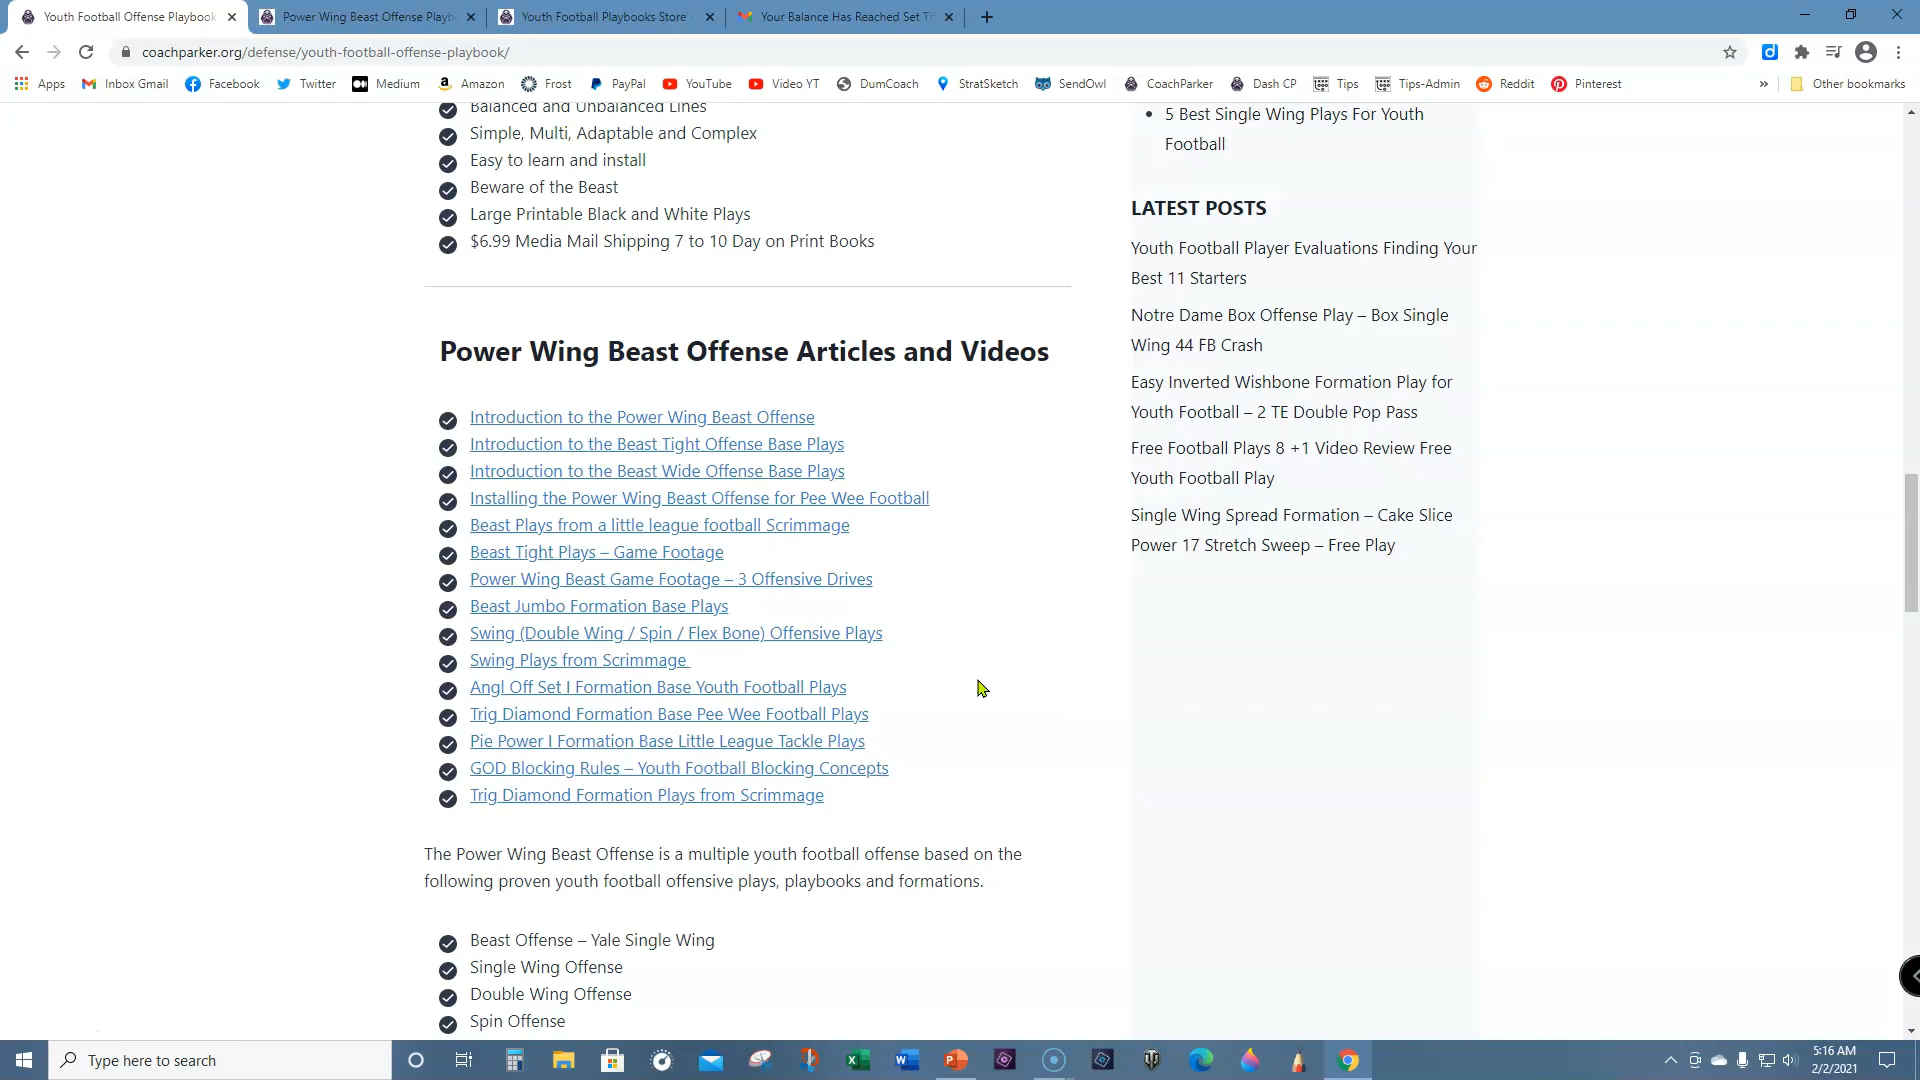 Youth Football Offense Playbook
Power Wing Beast Offense Playb
Youth Football Playbooks Store -
Your Balance Has Reached Set Th
coachparker.org/defense/youth-football-offense-playbook/
Apps
Inbox Gmail
Facebook
Twitter
Medium
Amazon
Frost
PayPal
YouTube
Video YT
DumCoach
StratSketch
SendOwl
CoachParker
Dash CP
Tips
Tips-Admin
Reddit
Pinterest
»
Other bookmarks
Balanced and Unbalanced Lines
Simple, Multi, Adaptable and Complex
Easy to learn and install
Beware of the Beast
Large Printable Black and White Plays
$6.99 Media Mail Shipping 7 to 10 Day on Print Books
Power Wing Beast Offense Articles and Videos
Introduction to the Power Wing Beast Offense
Introduction to the Beast Tight Offense Base Plays
Introduction to the Beast Wide Offense Base Plays
Installing the Power Wing Beast Offense for Pee Wee Football
Beast Plays from a little league football Scrimmage
Beast Tight Plays – Game Footage
Power Wing Beast Game Footage – 3 Offensive Drives
Beast Jumbo Formation Base Plays
Swing (Double Wing / Spin / Flex Bone) Offensive Plays
Swing Plays from Scrimmage
Angl Off Set I Formation Base Youth Football Plays
Trig Diamond Formation Base Pee Wee Football Plays
Pie Power I Formation Base Little League Tackle Plays
GOD Blocking Rules – Youth Football Blocking Concepts
Trig Diamond Formation Plays from Scrimmage
The Power Wing Beast Offense is a multiple youth football offense based on the
following proven youth football offensive plays, playbooks and formations.
Beast Offense – Yale Single Wing
Single Wing Offense
Double Wing Offense
Spin Offense
5 Best Single Wing Plays For Youth
Football
LATEST POSTS
Youth Football Player Evaluations Finding Your
Best 11 Starters
Notre Dame Box Offense Play – Box Single
Wing 44 FB Crash
Easy Inverted Wishbone Formation Play for
Youth Football – 2 TE Double Pop Pass
Free Football Plays 8 +1 Video Review Free
Youth Football Play
Single Wing Spread Formation – Cake Slice
Power 17 Stretch Sweep – Free Play
Type here to search
5:16 AM
2/2/2021